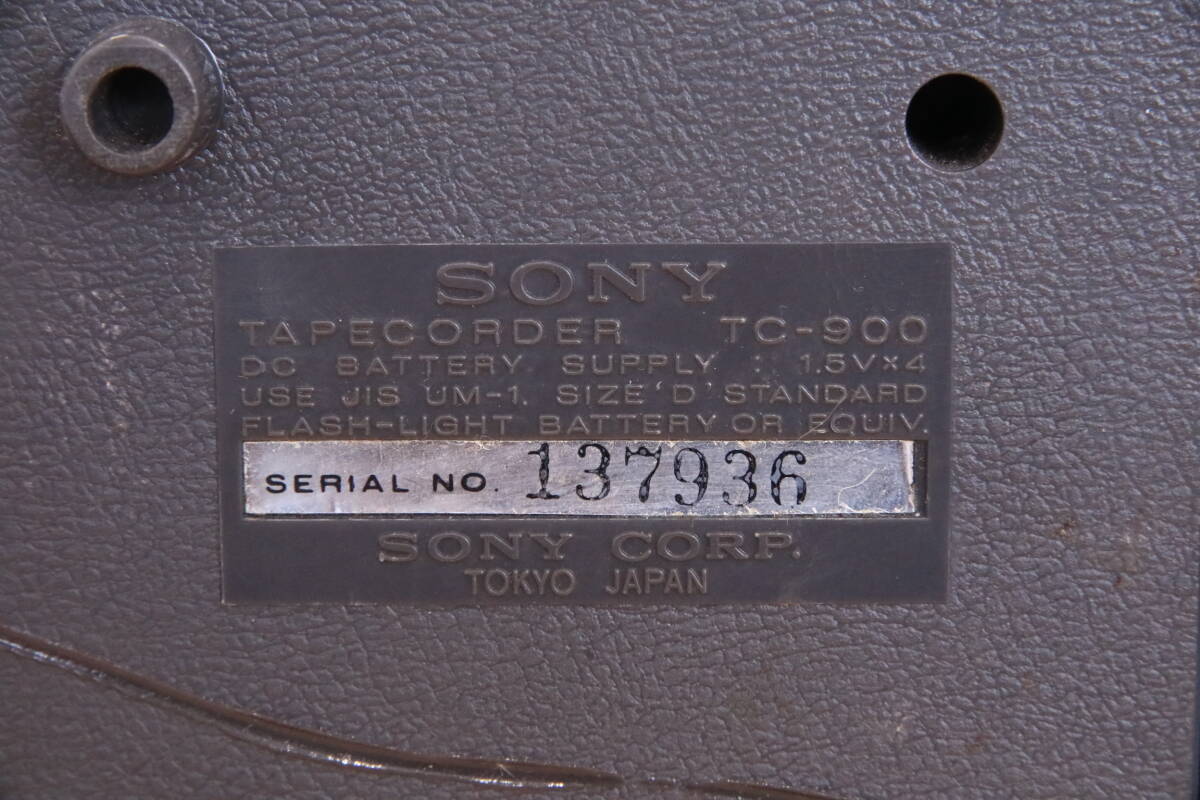 SONY
TAPECORDER TC-900
DC BATTERY SUPPLY : 1.5V×4
USE JIS UM-1. SIZE 'D' STANDARD
FLASH-LIGHT BATTERY OR EQUIV.
SERIAL NO. 137936
SONY CORP.
TOKYO JAPAN